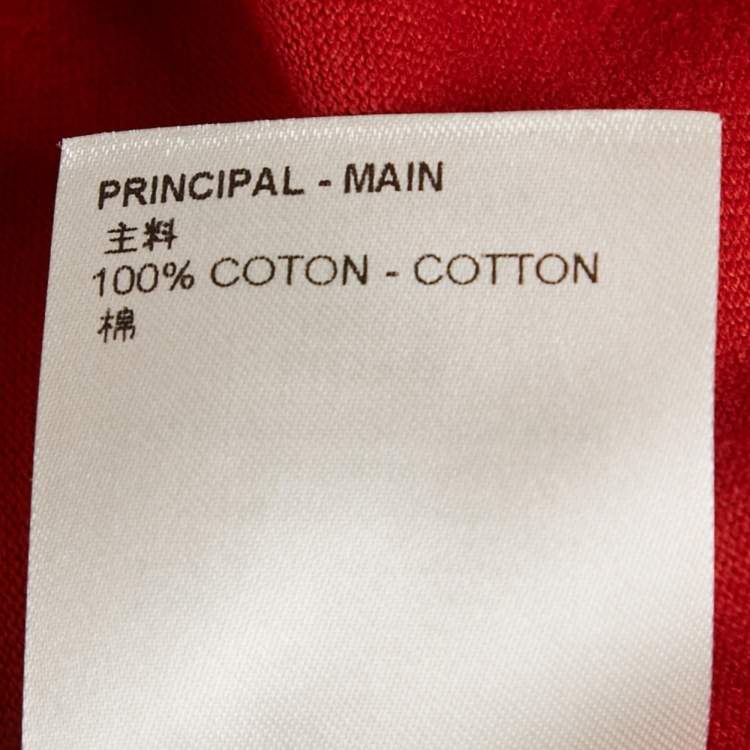 PRINCIPAL - MAIN
主料
100% COTON - COTTON
棉